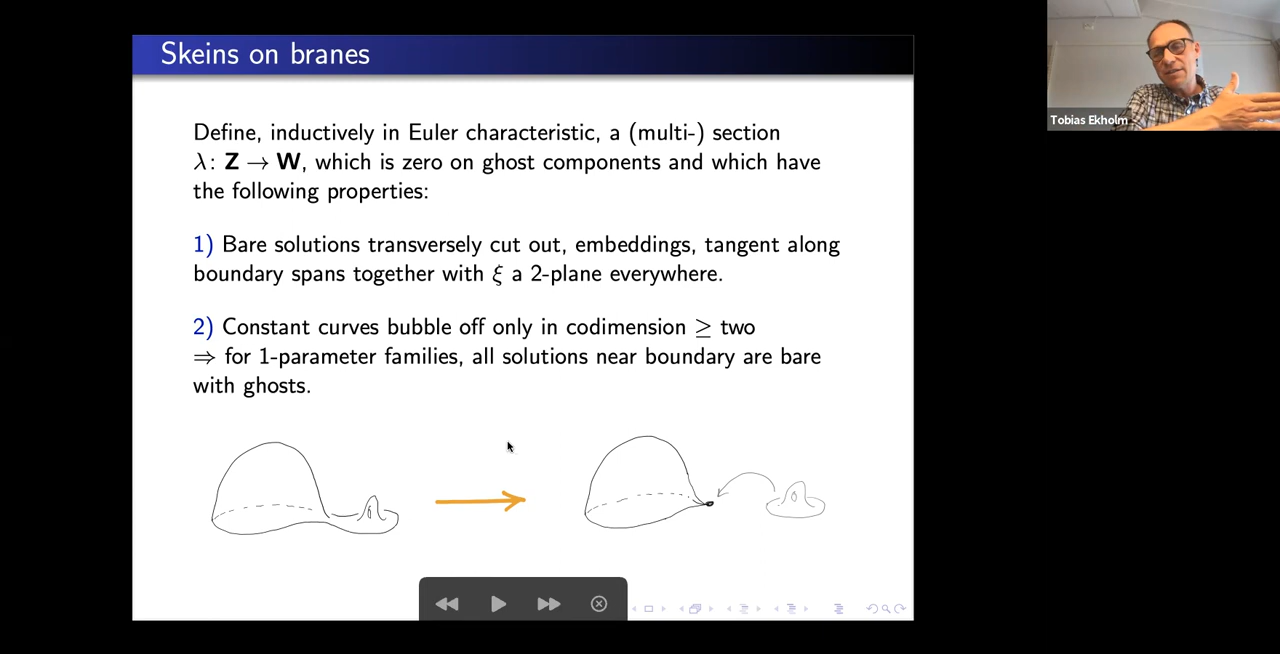 Skeins on branes
Define, inductively in Euler characteristic, a (multi-) section
λ: Z → W, which is zero on ghost components and which have
the following properties:
1) Bare solutions transversely cut out, embeddings, tangent along
boundary spans together with ξ a 2-plane everywhere.
2) Constant curves bubble off only in codimension ≥ two
⇒ for 1-parameter families, all solutions near boundary are bare
with ghosts.
Tobias Ekholm